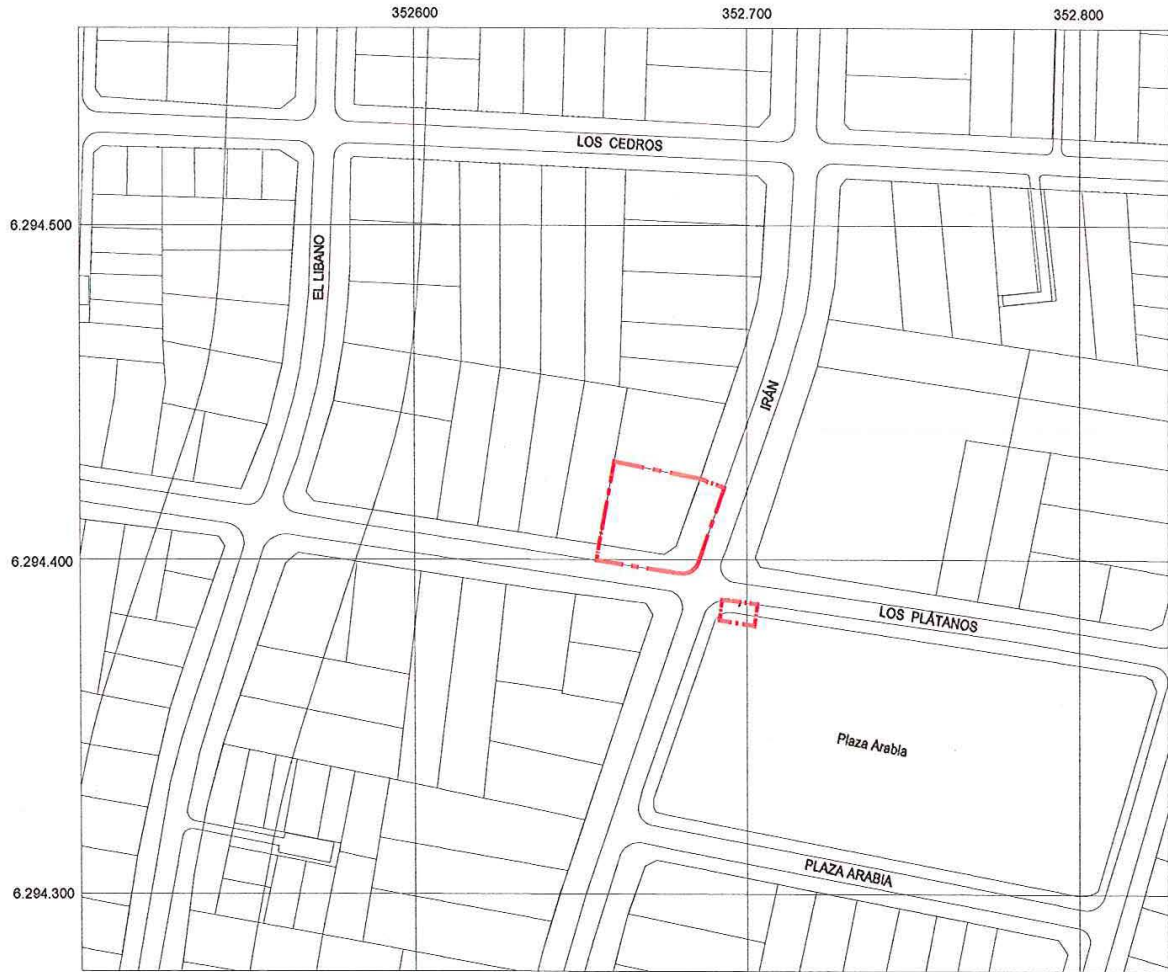 352600
352.700
352.800
LOS CEDROS
6.294.500
EL LIBANO
IRÁN
6.294.400
LOS PLÁTANOS
Plaza Arabia
PLAZA ARABIA
6.294.300